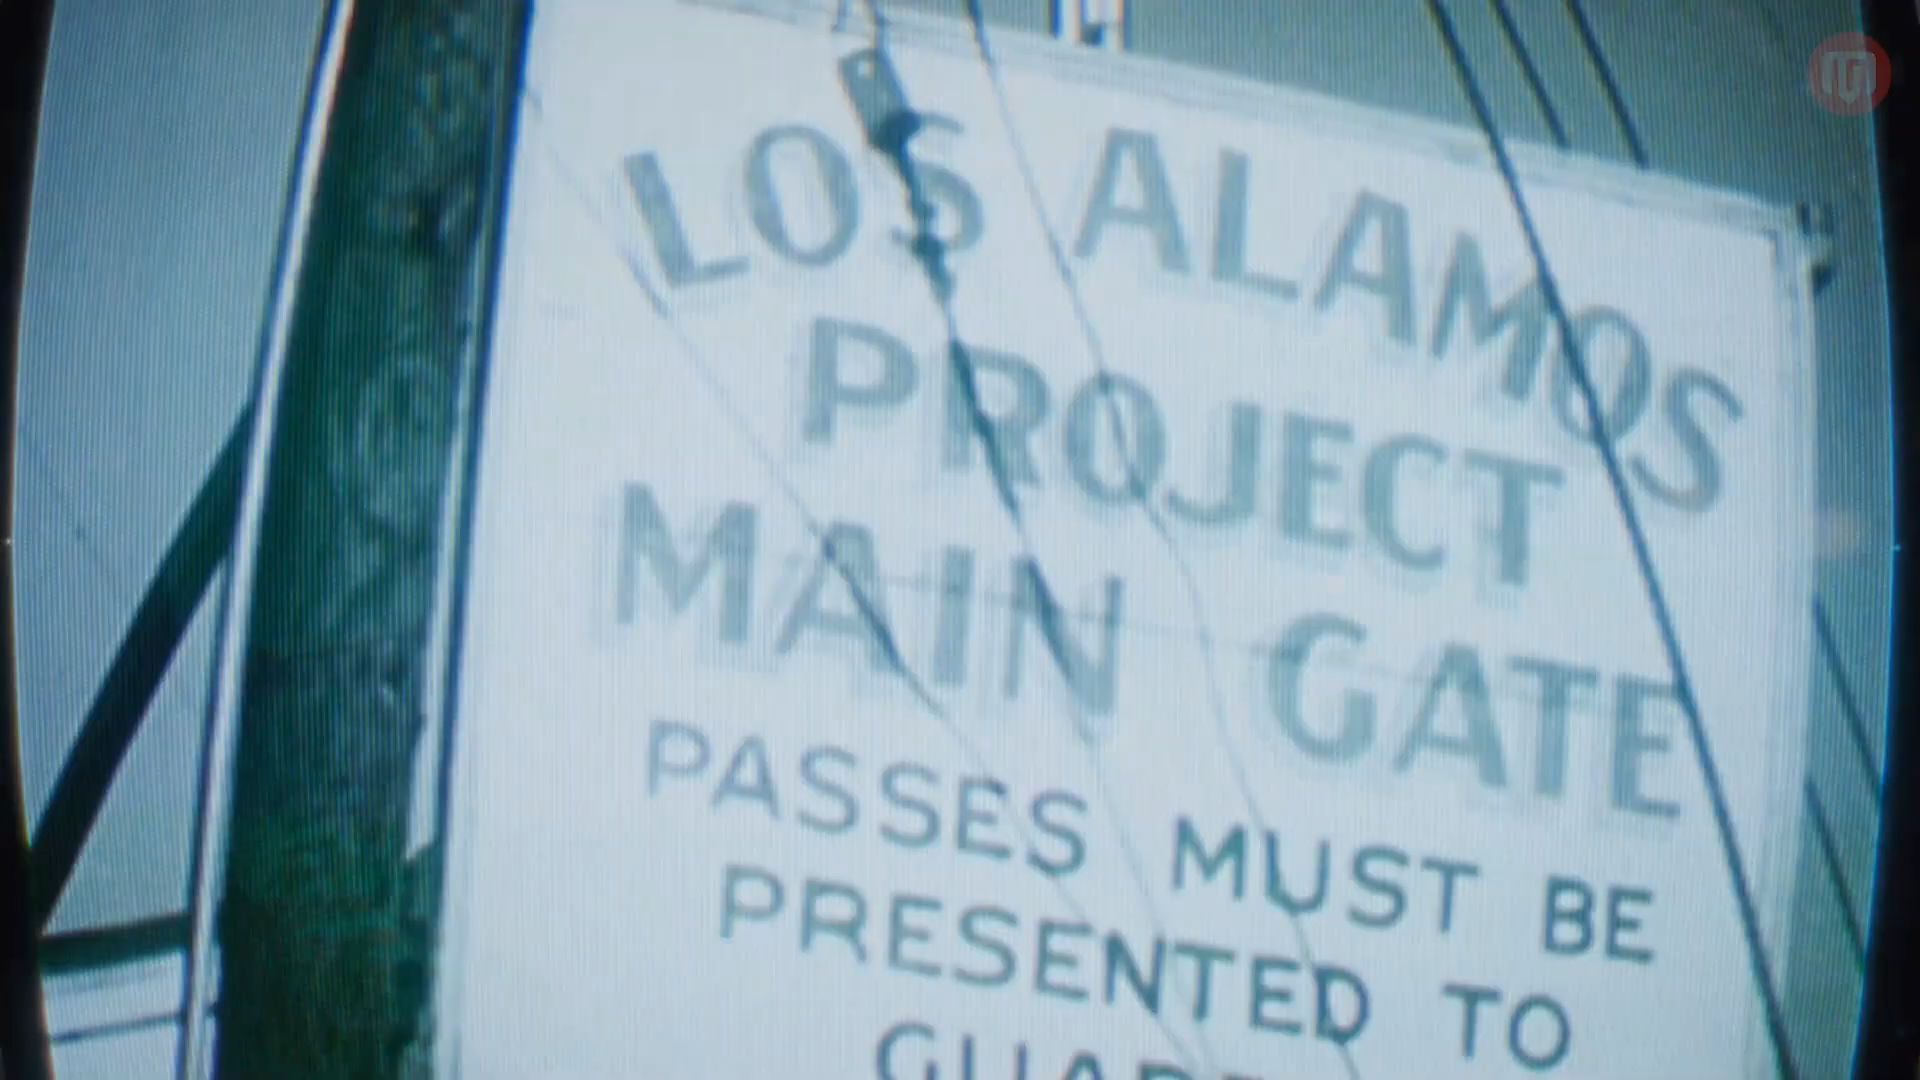 LOS ALAMOS
PROJECT
MAIN GATE
PASSES MUST BE
PRESENTED TO